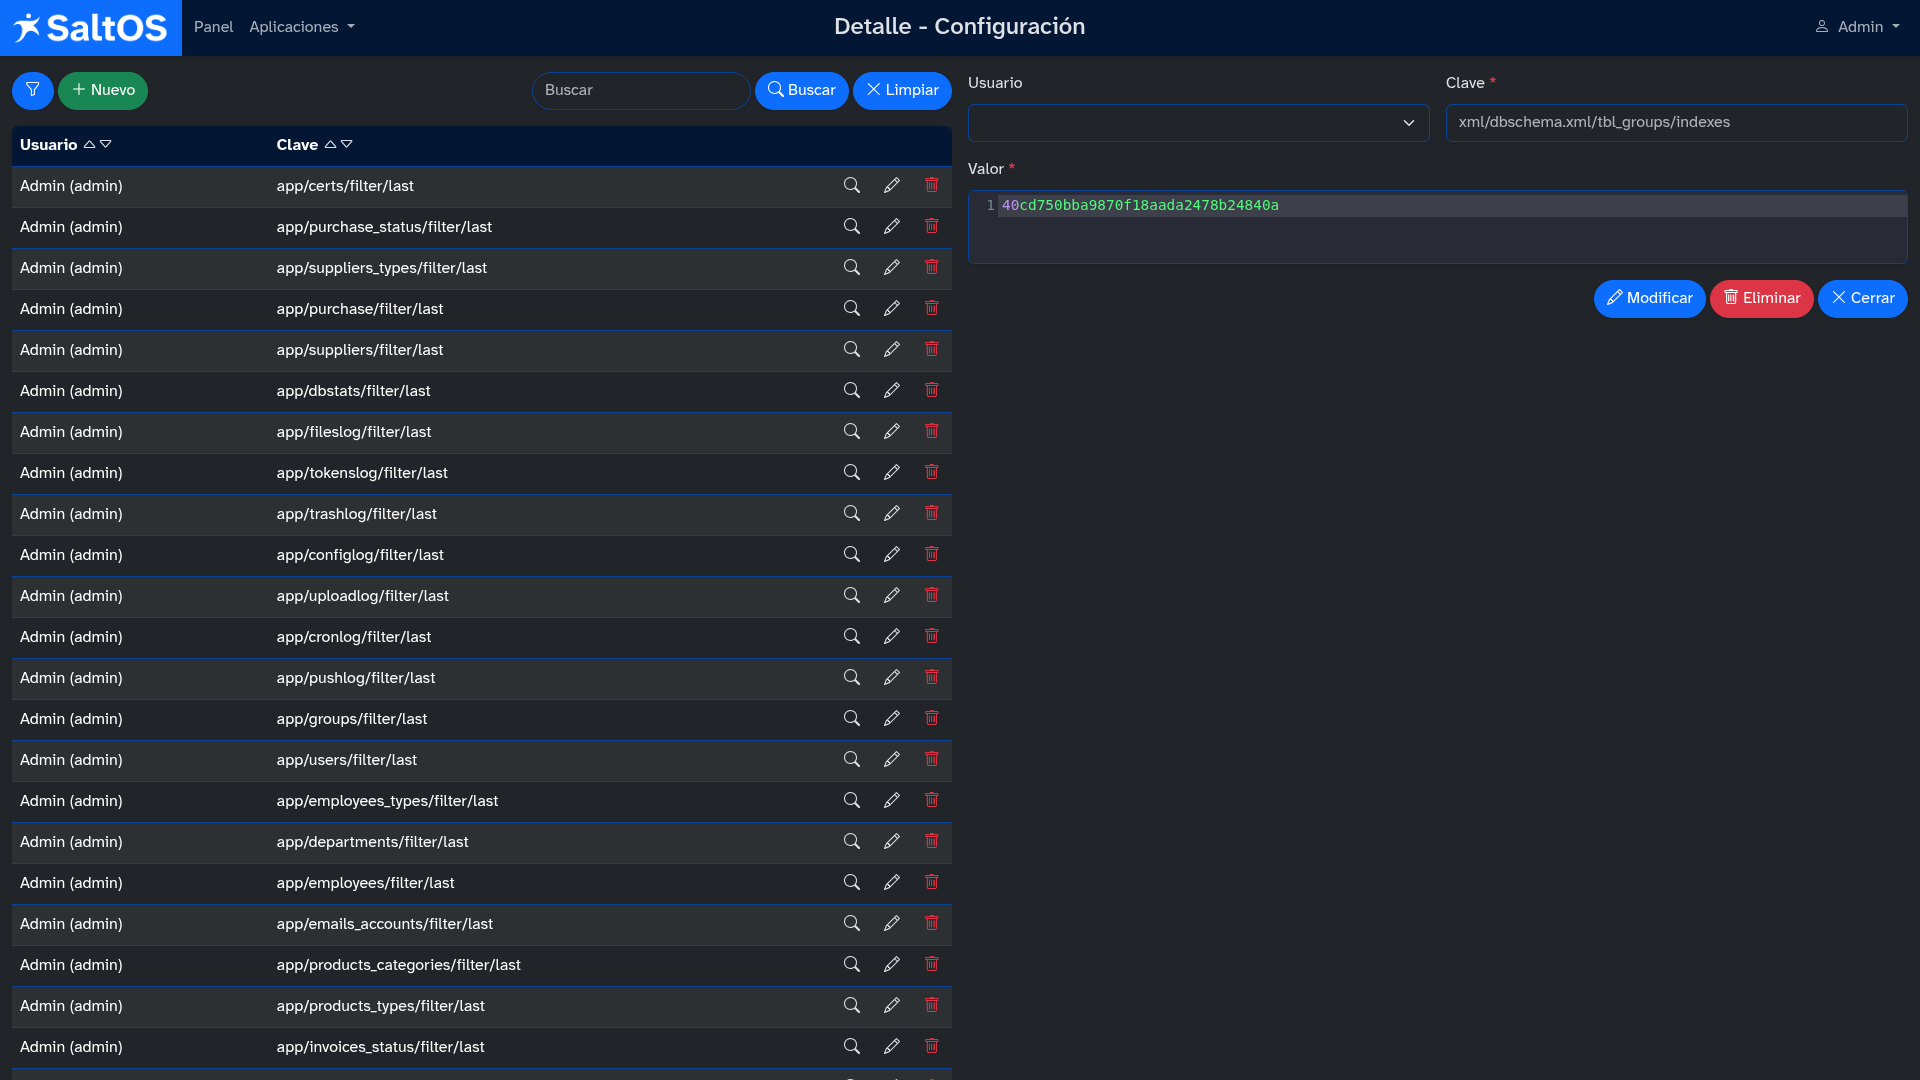 SaltOS Panel Aplicaciones Detalle - Configuración Admin
Nuevo Buscar Buscar Limpiar
Usuario Clave
Admin (admin) app/certs/filter/last
Admin (admin) app/purchase_status/filter/last
Admin (admin) app/suppliers_types/filter/last
Admin (admin) app/purchase/filter/last
Admin (admin) app/suppliers/filter/last
Admin (admin) app/dbstats/filter/last
Admin (admin) app/fileslog/filter/last
Admin (admin) app/tokenslog/filter/last
Admin (admin) app/trashlog/filter/last
Admin (admin) app/configlog/filter/last
Admin (admin) app/uploadlog/filter/last
Admin (admin) app/cronlog/filter/last
Admin (admin) app/pushlog/filter/last
Admin (admin) app/groups/filter/last
Admin (admin) app/users/filter/last
Admin (admin) app/employees_types/filter/last
Admin (admin) app/departments/filter/last
Admin (admin) app/employees/filter/last
Admin (admin) app/emails_accounts/filter/last
Admin (admin) app/products_categories/filter/last
Admin (admin) app/products_types/filter/last
Admin (admin) app/invoices_status/filter/last
Usuario Clave *
xml/dbschema.xml/tbl_groups/indexes
Valor *
1 40cd750bba9870f18aada2478b24840a
Modificar Eliminar Cerrar